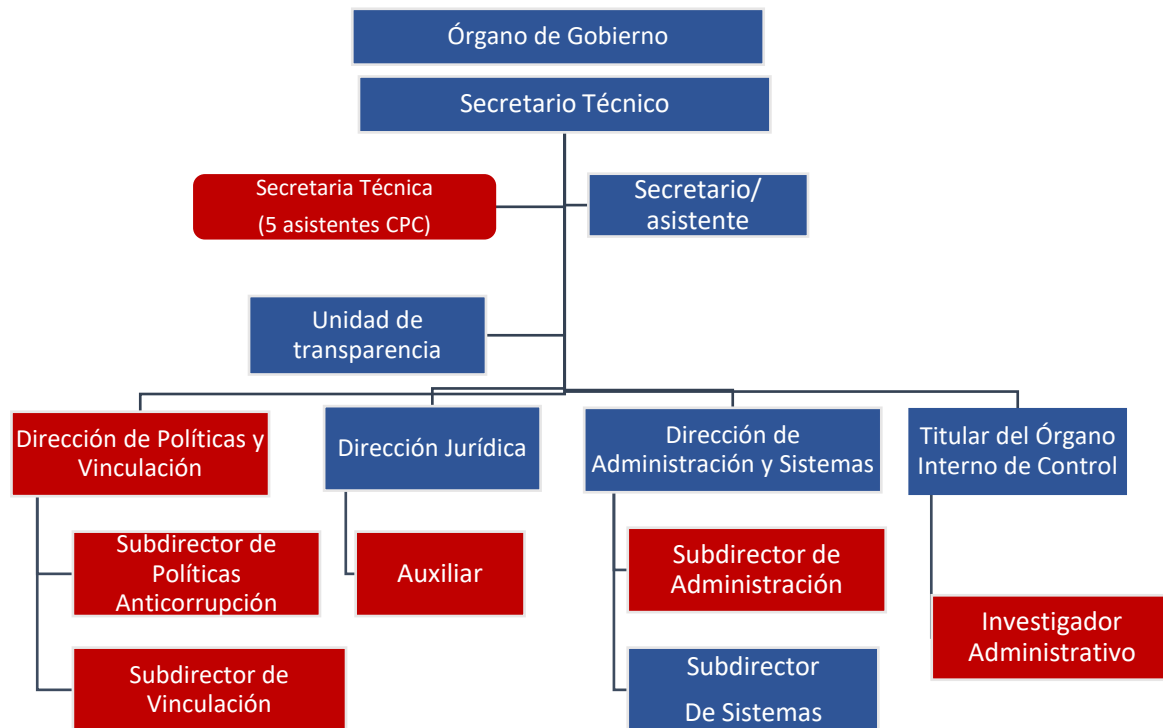 Órgano de Gobierno
Secretario Técnico
Secretaria Técnica
(5 asistentes CPC)
Secretario/
asistente
Unidad de
transparencia
Dirección de Políticas y
Vinculación
Dirección Jurídica
Dirección de
Administración y Sistemas
Titular del Órgano
Interno de Control
Subdirector de
Políticas
Anticorrupción
Auxiliar
Subdirector de
Administración
Investigador
Administrativo
Subdirector de
Vinculación
Subdirector
De Sistemas